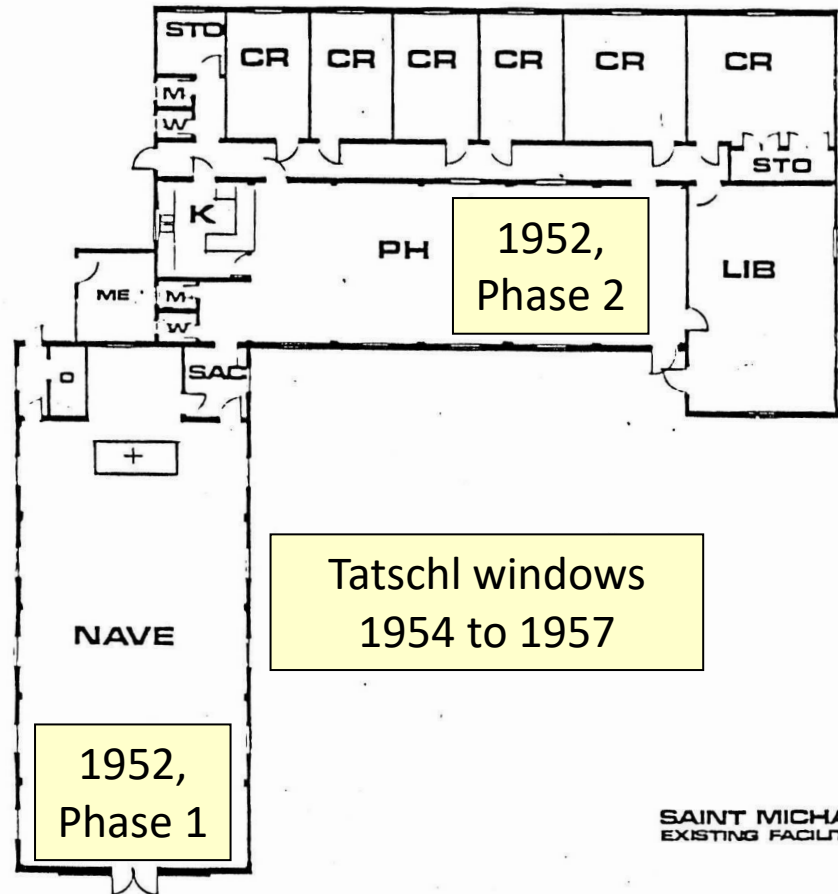 STO CR CR CR CR CR CR
M
W
STO
K
PH
1952,
Phase 2
LIB
ME
M
W
O
SAC
+
Tatschl windows
1954 to 1957
NAVE
1952,
Phase 1
SAINT MICHA
EXISTING FACILIT